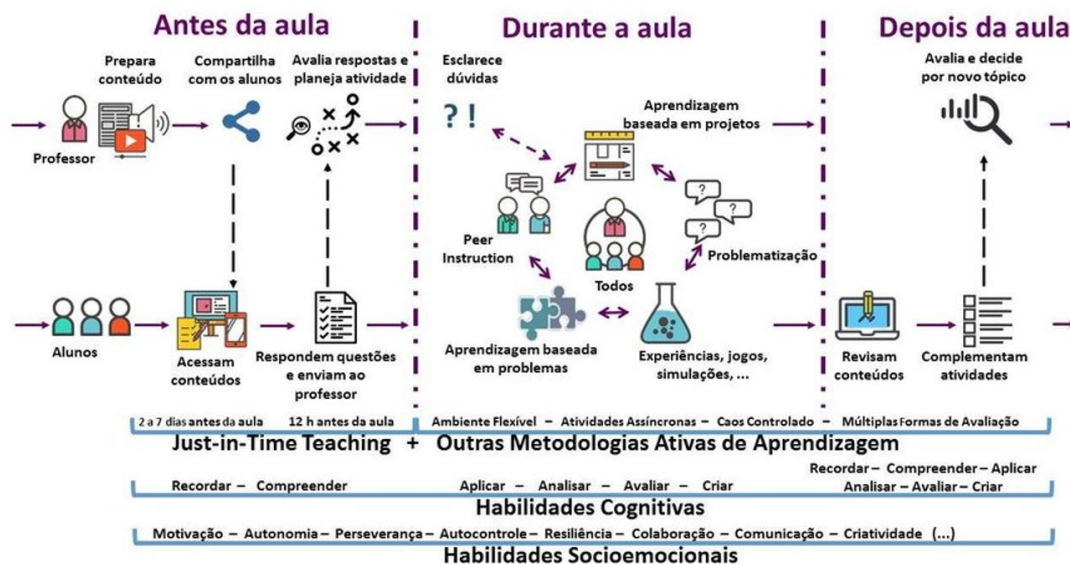 Antes da aula
Durante a aula
Depois da aula
Prepara
conteúdo
Compartilha
com os alunos
Avalia respostas e
planeja atividade
Professor
Alunos
Acessam
conteúdos
Respondem questões
e enviam ao
professor
Esclarece
dúvidas
? !
Aprendizagem
baseada em projetos
Peer
Instruction
Todos
?
?
?
Problematização
Aprendizagem baseada
em problemas
Experiências, jogos,
simulações, ...
Avalia e decide
por novo tópico
Revisam
conteúdos
Complementam
atividades
2 a 7 dias antes da aula
12 h antes da aula
Ambiente Flexível – Atividades Assíncronas – Caos Controlado – Múltiplas Formas de Avaliação
Just-in-Time Teaching + Outras Metodologias Ativas de Aprendizagem
Recordar – Compreender
Aplicar – Analisar – Avaliar – Criar
Recordar – Compreender – Aplicar
Analisar – Avaliar – Criar
Habilidades Cognitivas
Motivação – Autonomia – Perseverança – Autocontrole – Resiliência – Colaboração – Comunicação – Criatividade (...)
Habilidades Socioemocionais